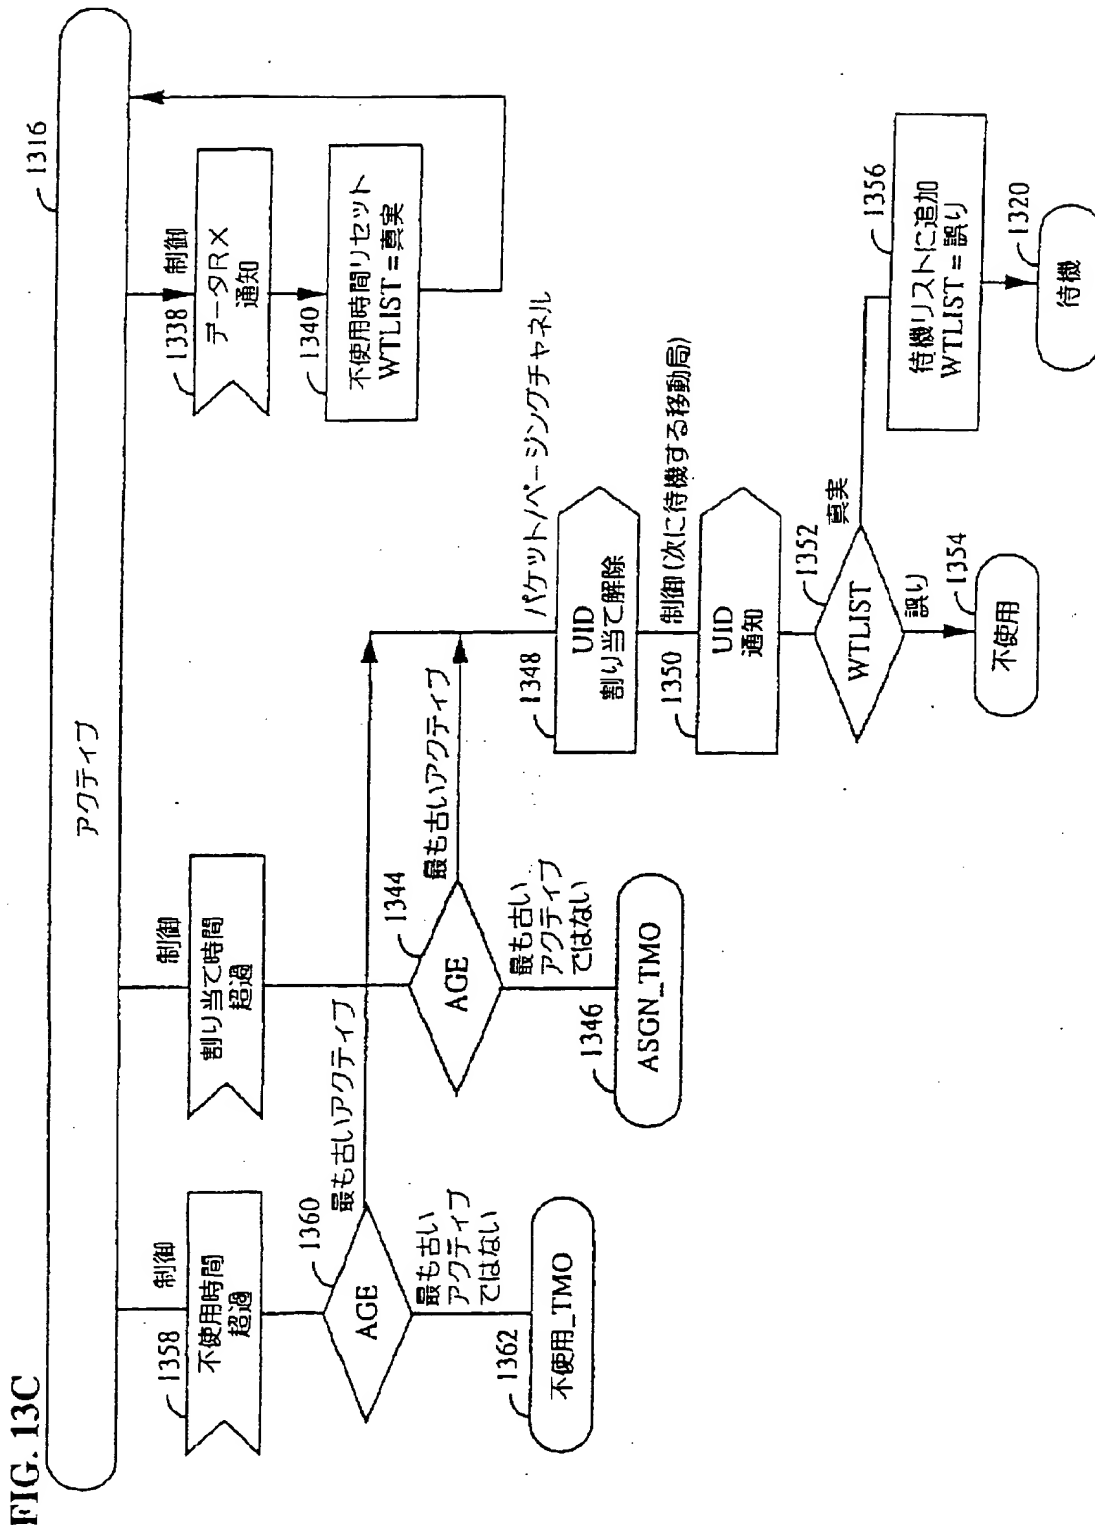 FIG. 13C
アクティブ
1316
制御
1358
不使用時間
超過
制御
割り当て時間
超過
制御
1338
データRX
通知
1340
不使用時間リセット
WTLIST = 真実
1360
AGE
最も古いアクティブ
最も古い
アクティブ
ではない
1362
不使用_TMO
1344
AGE
最も古いアクティブ
最も古い
アクティブ
ではない
1346
ASGN_TMO
パケット/ページングチャネル
1348
UID
割り当て解除
制御(次に待機する移動局)
1350
UID
通知
1352
WTLIST
真実
誤り
1354
不使用
1356
待機リストに追加
WTLIST = 誤り
1320
待機